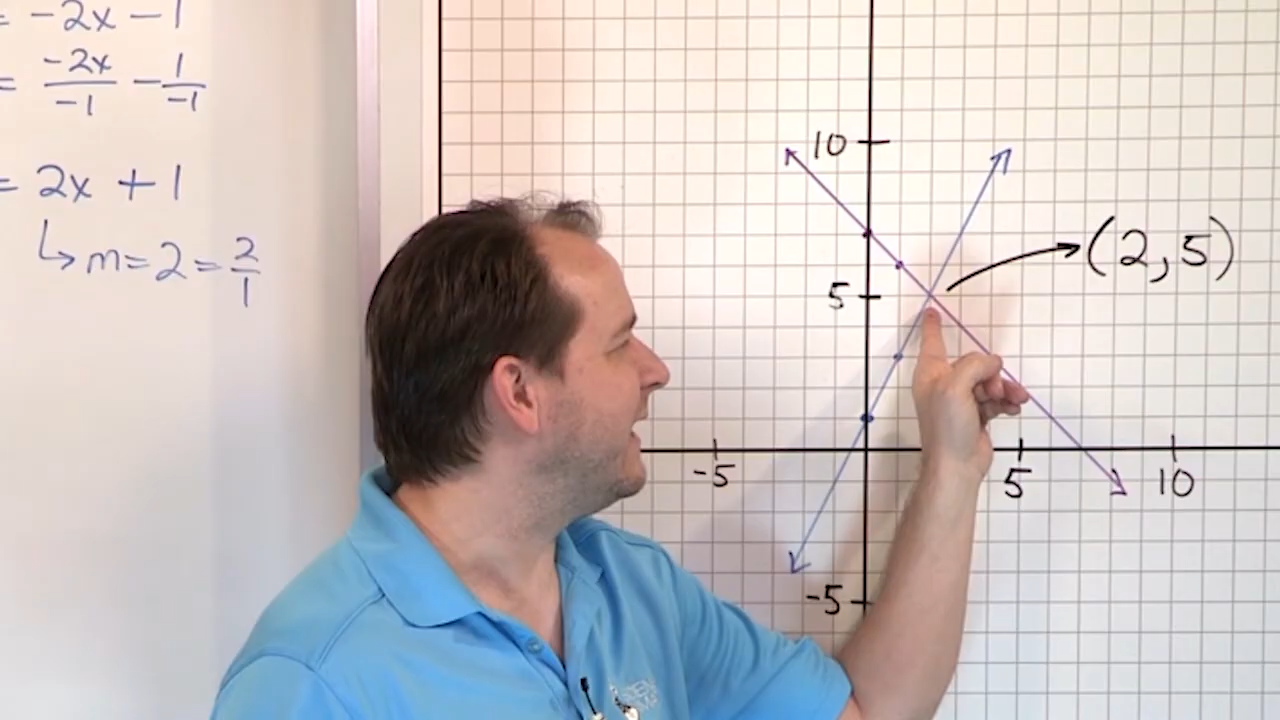 = -2x - 1
= -2x/-1 - 1/-1
= 2x + 1
↳ m = 2 = 2/1
10
(2,5)
5
-5
5
10
-5